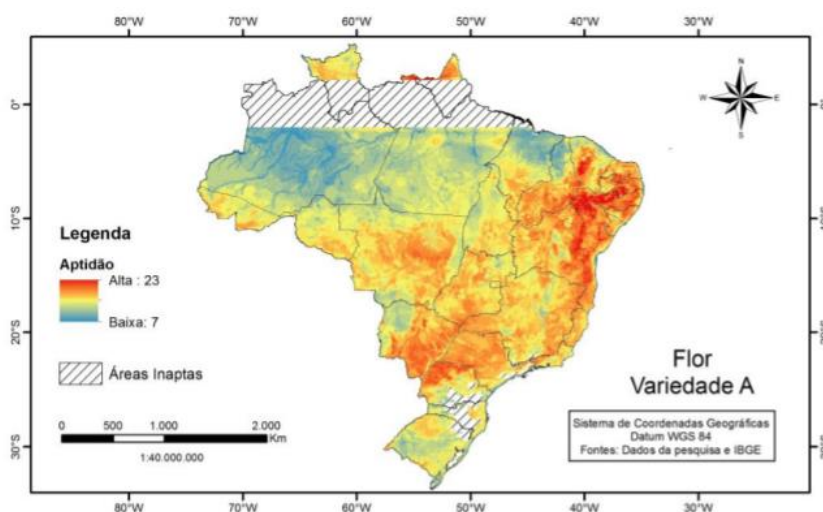 80°W 70°W 60°W 50°W 40°W 30°W
N
W E
S
0° 0°
10°S 10°S
Legenda
Aptidão
Alta : 23
Baixa: 7
20°S
Áreas Inaptas
Flor
Variedade A
0 500 1.000 2.000
Km
1:40.000.000
Sistema de Coordenadas Geográficas
Datum WGS 84
Fontes: Dados da pesquisa e IBGE
30°S
80°W 70°W 60°W 50°W 40°W 30°W